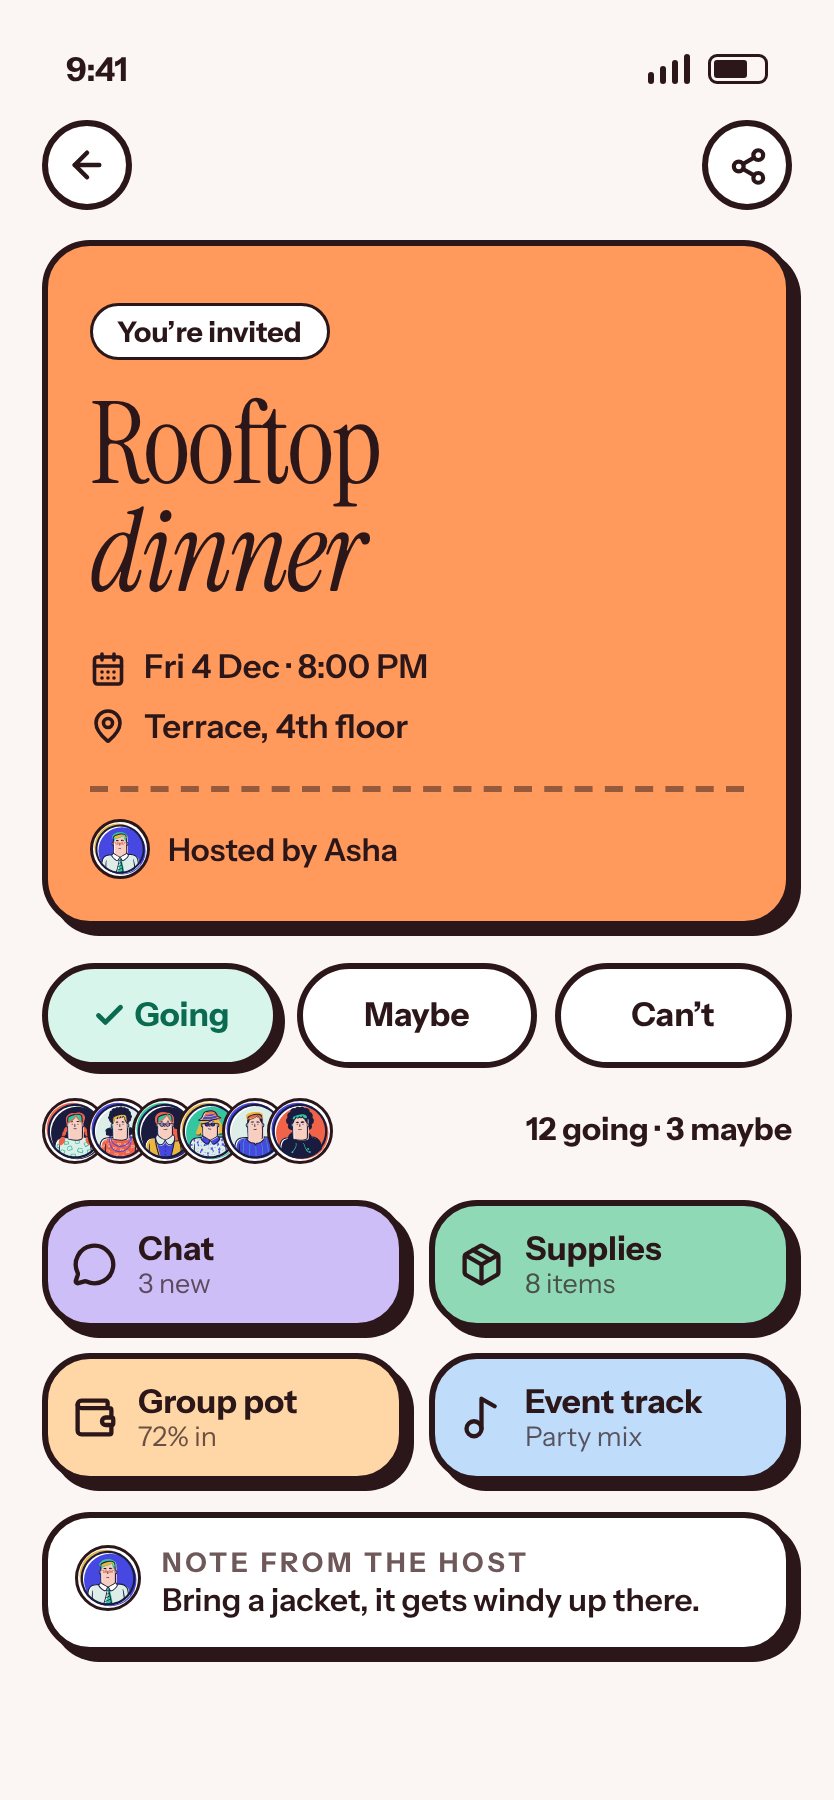 9:41
You’re invited
Rooftop
dinner
Fri 4 Dec · 8:00 PM
Terrace, 4th floor
Hosted by Asha
Going
Maybe
Can’t
12 going · 3 maybe
Chat
3 new
Supplies
8 items
Group pot
72% in
Event track
Party mix
NOTE FROM THE HOST
Bring a jacket, it gets windy up there.